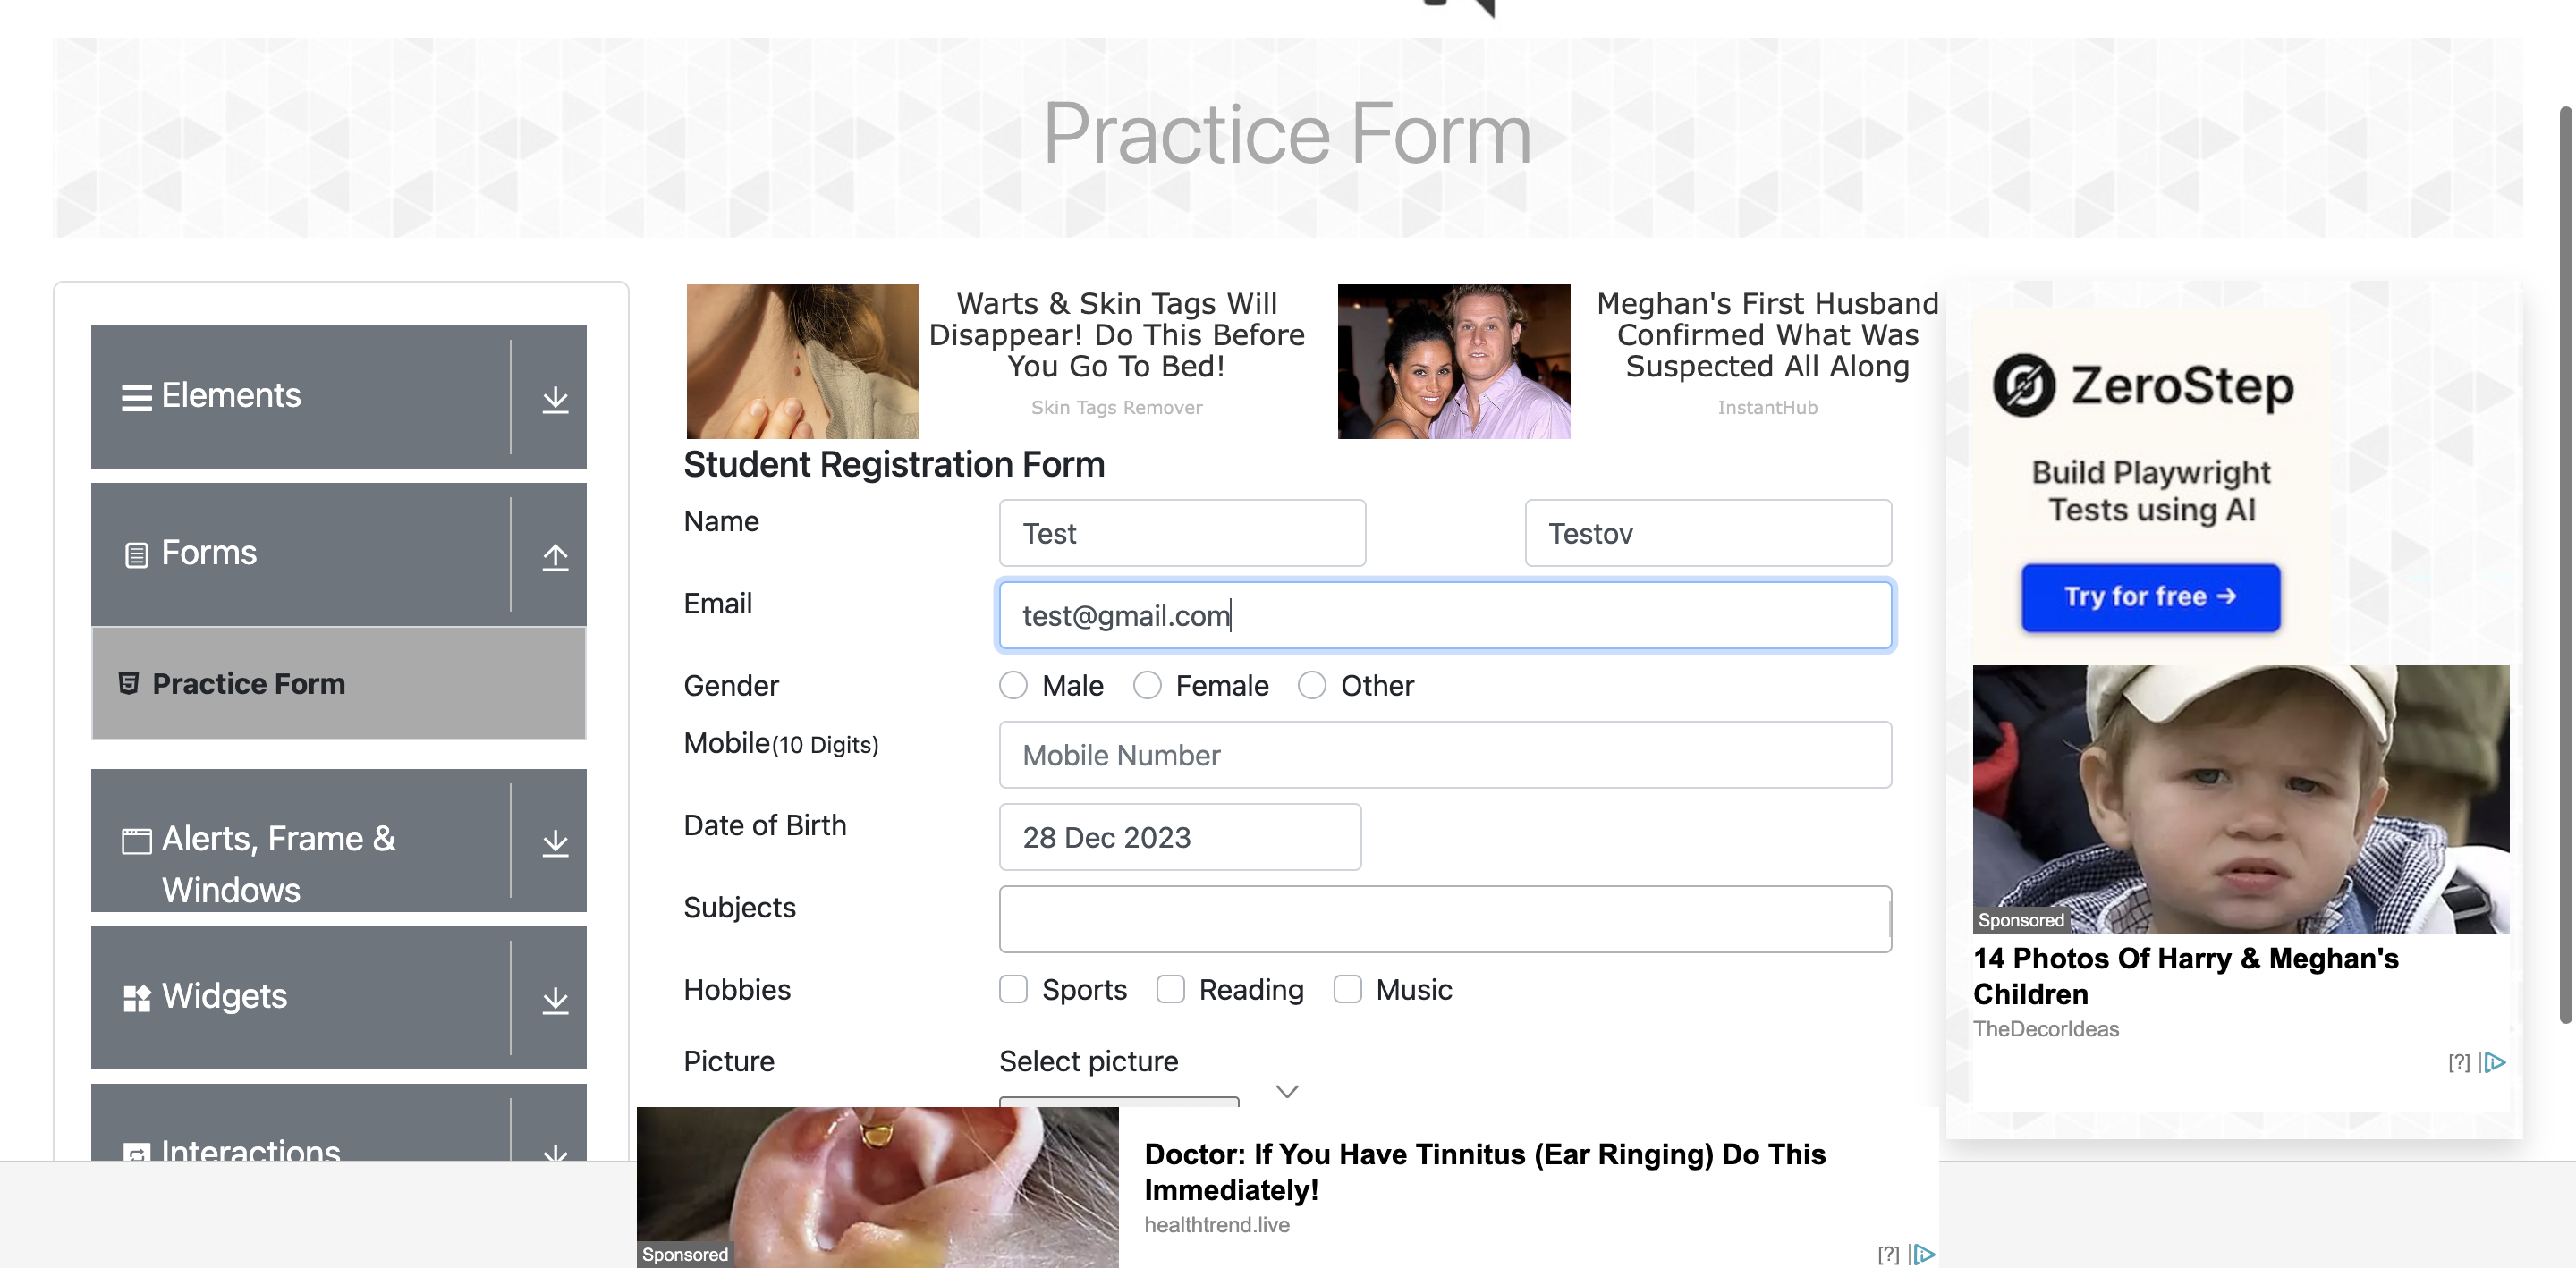 Practice Form
Elements
Forms
Practice Form
Alerts, Frame &
Windows
Widgets
Interactions
Warts & Skin Tags Will
Disappear! Do This Before
You Go To Bed!
Skin Tags Remover
Meghan's First Husband
Confirmed What Was
Suspected All Along
InstantHub
Student Registration Form
Name
Test
Testov
Email
test@gmail.com
Gender
Male
Female
Other
Mobile(10 Digits)
Mobile Number
Date of Birth
28 Dec 2023
Subjects
Hobbies
Sports
Reading
Music
Picture
Select picture
Sponsored
Doctor: If You Have Tinnitus (Ear Ringing) Do This
Immediately!
healthtrend.live
[?]
ZeroStep
Build Playwright
Tests using AI
Try for free →
Sponsored
14 Photos Of Harry & Meghan's
Children
TheDecorIdeas
[?]